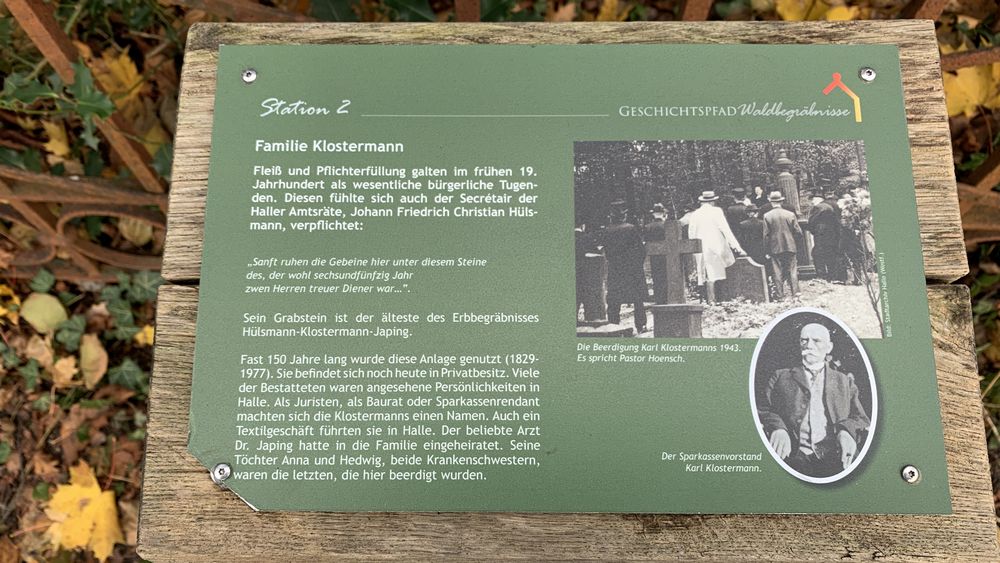 Station 2
GESCHICHTSPFAD Waldbegräbnisse
Familie Klostermann
Fleiß und Pflichterfüllung galten im frühen 19.
Jahrhundert als wesentliche bürgerliche Tugen-
den. Diesen fühlte sich auch der Secrétair der
Haller Amtsräte, Johann Friedrich Christian Hüls-
mann, verpflichtet:
„Sanft ruhen die Gebeine hier unter diesem Steine
des, der wohl sechsundfünfzig Jahr
zwen Herren treuer Diener war...“.
Sein Grabstein ist der älteste des Erbbegräbnisses
Hülsmann-Klostermann-Japing.
Fast 150 Jahre lang wurde diese Anlage genutzt (1829-
1977). Sie befindet sich noch heute in Privatbesitz. Viele
der Bestatteten waren angesehene Persönlichkeiten in
Halle. Als Juristen, als Baurat oder Sparkassenrendant
machten sich die Klostermanns einen Namen. Auch ein
Textilgeschäft führten sie in Halle. Der beliebte Arzt
Dr. Japing hatte in die Familie eingeheiratet. Seine
Töchter Anna und Hedwig, beide Krankenschwestern,
waren die letzten, die hier beerdigt wurden.
Bild: Stadtarchiv Halle (Westf.)
Die Beerdigung Karl Klostermanns 1943.
Es spricht Pastor Hoensch.
Der Sparkassenvorstand
Karl Klostermann.